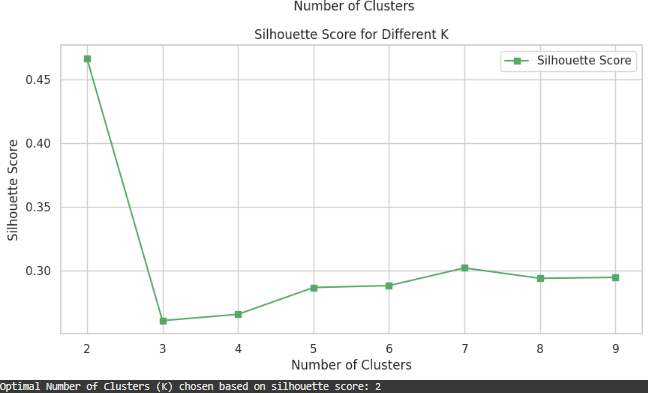 Number of Clusters
Silhouette Score for Different K
Silhouette Score
0.45
0.40
0.35
0.30
Silhouette Score
2 3 4 5 6 7 8 9
Number of Clusters
Optimal Number of Clusters (K) chosen based on silhouette score: 2